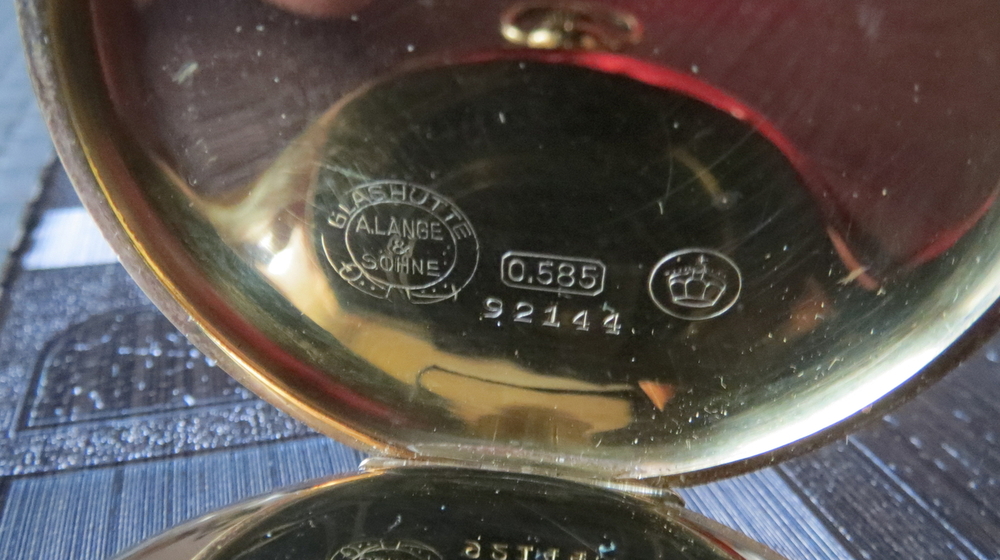 GLASHÜTTE
A.LANGE
&
SÖHNE
0.585
92144